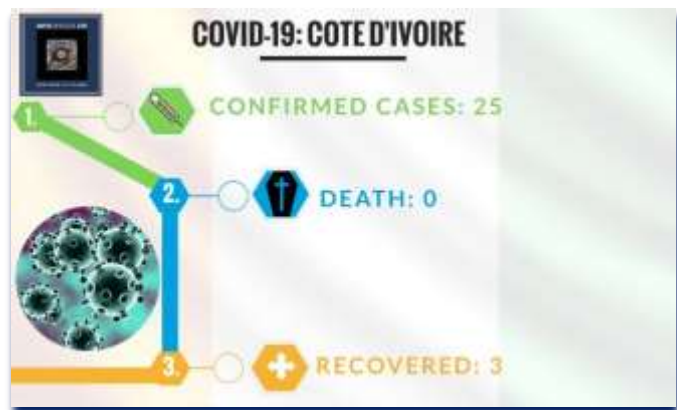 COVID-19: COTE D'IVOIRE
1.
CONFIRMED CASES: 25
2.
DEATH: 0
3.
RECOVERED: 3